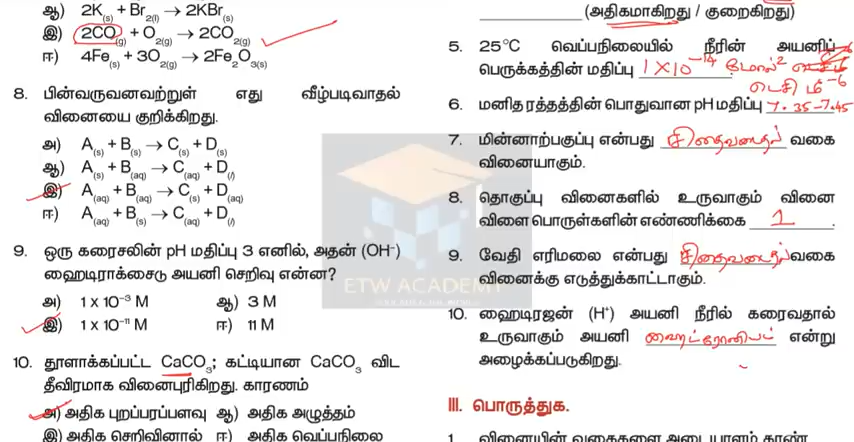 ஆ) 2K(s) + Br2(l) → 2KBr(s)
இ) 2CO(g) + O2(g) → 2CO2(g)
ஈ) 4Fe(s) + 3O2(g) → 2Fe2O3(s)
8. பின்வருவனவற்றுள் எது வீழ்படிவாதல்
வினையை குறிக்கிறது.
அ) A(s) + B(s) → C(s) + D(s)
ஆ) A(s) + B(aq) → C(aq) + D(l)
இ) A(aq) + B(aq) → C(s) + D(aq)
ஈ) A(aq) + B(s) → C(aq) + D(l)
9. ஒரு கரைசலின் pH மதிப்பு 3 எனில், அதன் (OH⁻)
ஹைடிராக்சைடு அயனி செறிவு என்ன?
அ) 1 x 10⁻³ M ஆ) 3 M
இ) 1 x 10⁻¹¹ M ஈ) 11 M
10. தூளாக்கப்பட்ட CaCO3; கட்டியான CaCO3 விட
தீவிரமாக வினைபுரிகிறது. காரணம்
அ) அதிக புறப்பரப்பளவு ஆ) அதிக அழுத்தம்
இ) அதிக செறிவினால் ஈ) அதிக வெப்பநிலை
(அதிகமாகிறது / குறைகிறது)
5. 25°C வெப்பநிலையில் நீரின் அயனிப்
பெருக்கத்தின் மதிப்பு 1 X 10⁻¹⁴ மோல்²
டெசி மீ⁻⁶
6. மனித ரத்தத்தின் பொதுவான pH மதிப்பு 7.35-7.45
7. மின்னாற்பகுப்பு என்பது சிதைவடைதல் வகை
வினையாகும்.
8. தொகுப்பு வினைகளில் உருவாகும் வினை
விளைபொருள்களின் எண்ணிக்கை 1.
9. வேதி எரிமலை என்பது சிதைவடைதல் வகை
வினைக்கு எடுத்துக்காட்டாகும்.
10. ஹைடிரஜன் (H⁺) அயனி நீரில் கரைவதால்
உருவாகும் அயனி ஹைட்ரோனியம் என்று
அழைக்கப்படுகிறது.
III. பொருத்துக.
1. வினையின் வகைகளை அடையாளம் காண்
ETW ACADEMY